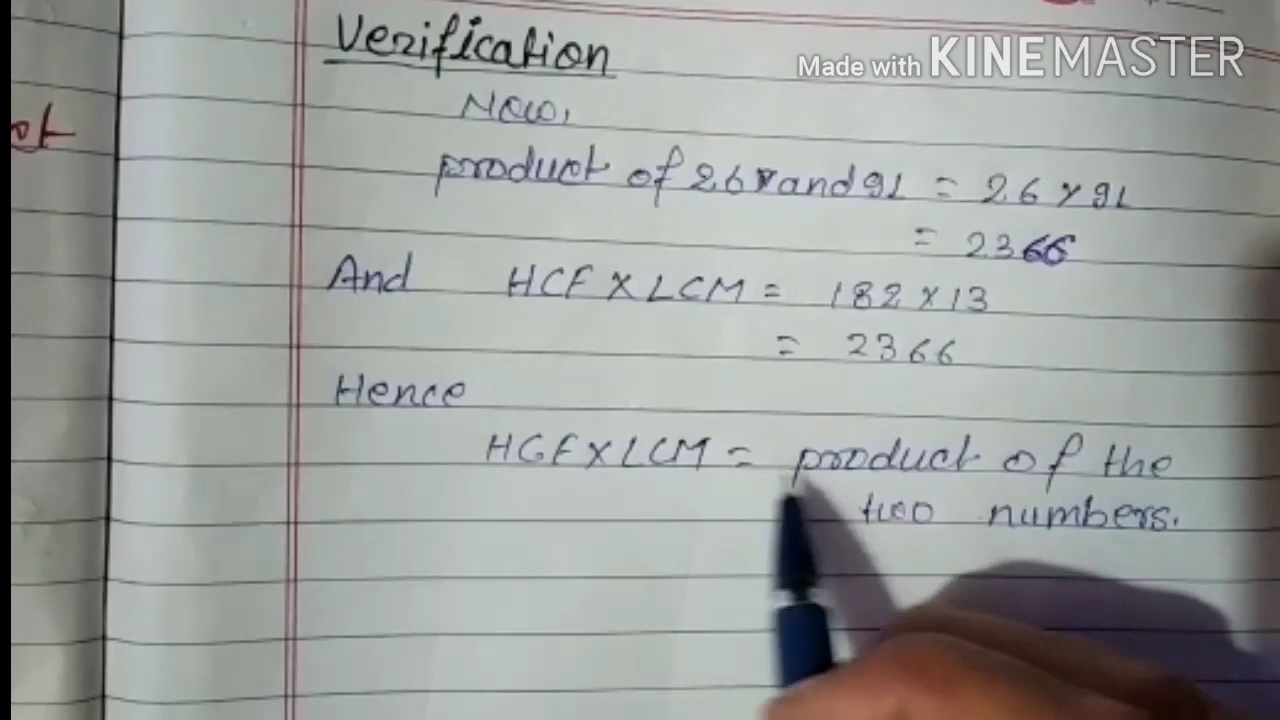 Made with KINEMASTER
Verification
Now,
product of 26 and 91 = 26 × 91
= 2366
And HCF × LCM = 182 × 13
= 2366
Hence
HCF × LCM = product of the
two numbers.
ot